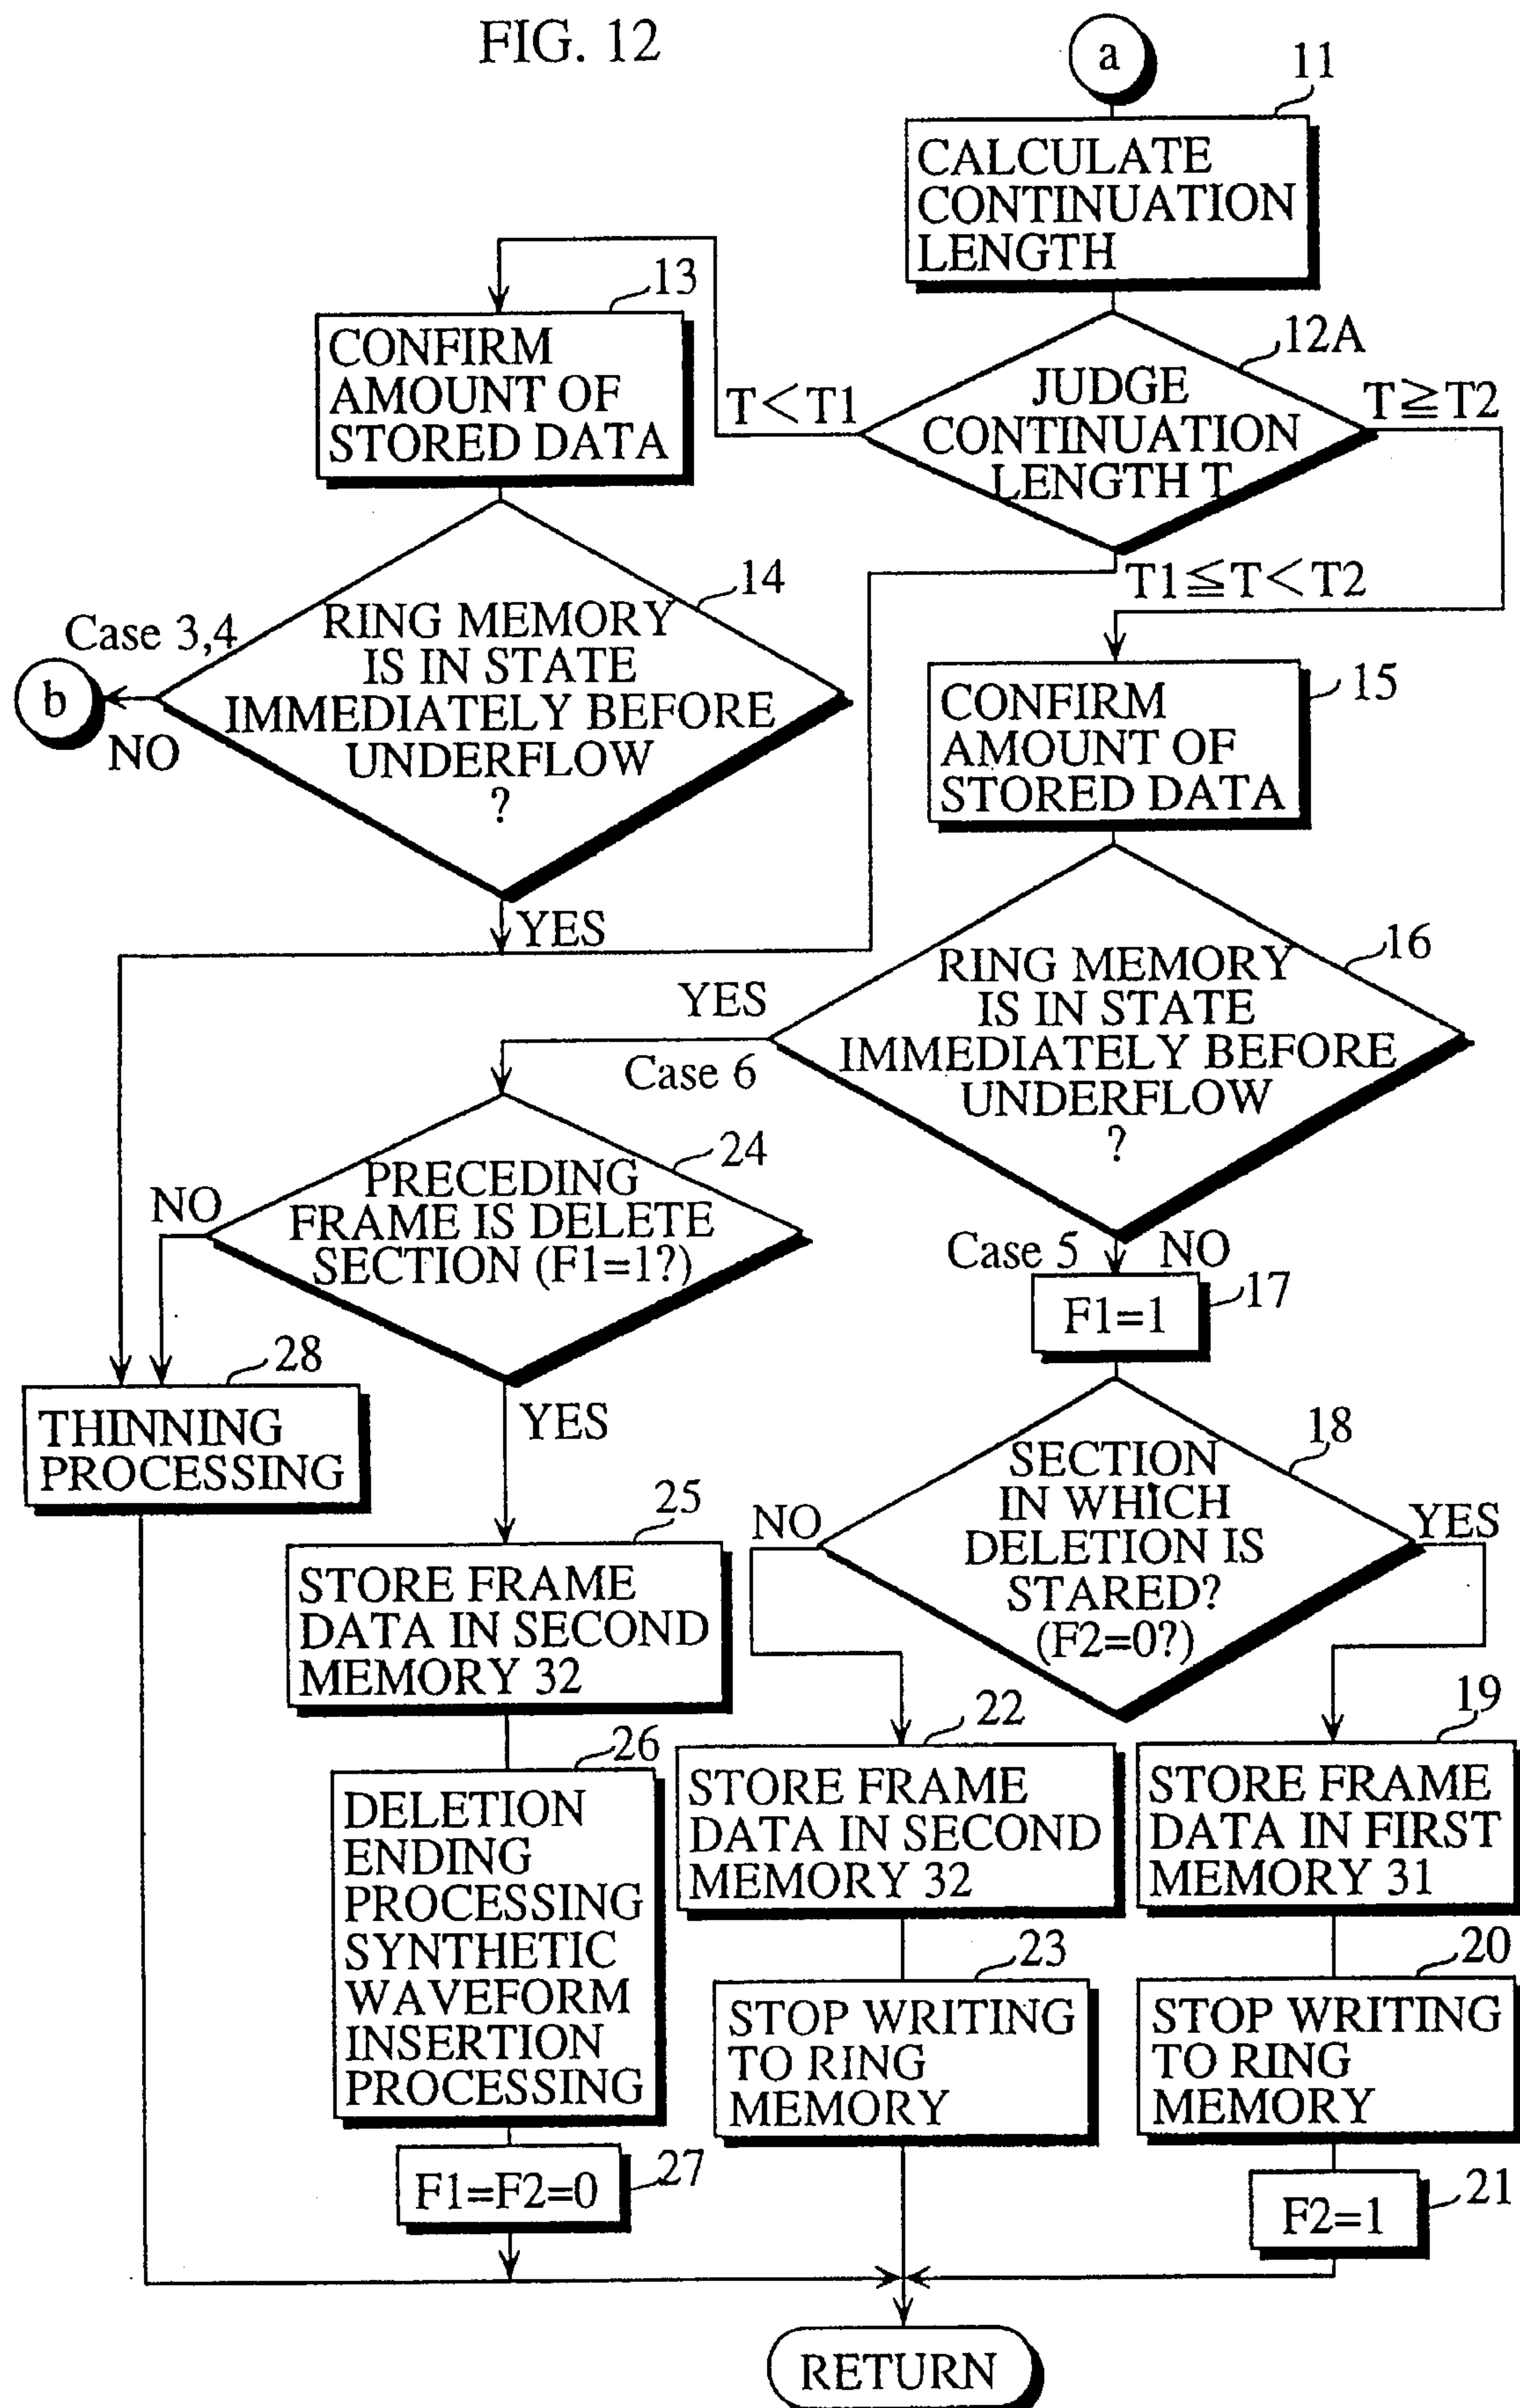 FIG. 12
a
11
CALCULATE
CONTINUATION
LENGTH
12A
JUDGE
CONTINUATION
LENGTH T
T<T1
T≧T2
T1≦T<T2
13
CONFIRM
AMOUNT OF
STORED DATA
14
RING MEMORY
IS IN STATE
IMMEDIATELY BEFORE
UNDERFLOW
?
Case 3,4
b
NO
YES
15
CONFIRM
AMOUNT OF
STORED DATA
16
RING MEMORY
IS IN STATE
IMMEDIATELY BEFORE
UNDERFLOW
?
YES
Case 6
Case 5
NO
24
PRECEDING
FRAME IS DELETE
SECTION (F1=1?)
NO
YES
17
F1=1
28
THINNING
PROCESSING
18
SECTION
IN WHICH
DELETION IS
STARED?
(F2=0?)
NO
YES
25
STORE FRAME
DATA IN SECOND
MEMORY 32
26
DELETION
ENDING
PROCESSING
SYNTHETIC
WAVEFORM
INSERTION
PROCESSING
27
F1=F2=0
22
STORE FRAME
DATA IN SECOND
MEMORY 32
23
STOP WRITING
TO RING
MEMORY
19
STORE FRAME
DATA IN FIRST
MEMORY 31
20
STOP WRITING
TO RING
MEMORY
21
F2=1
RETURN